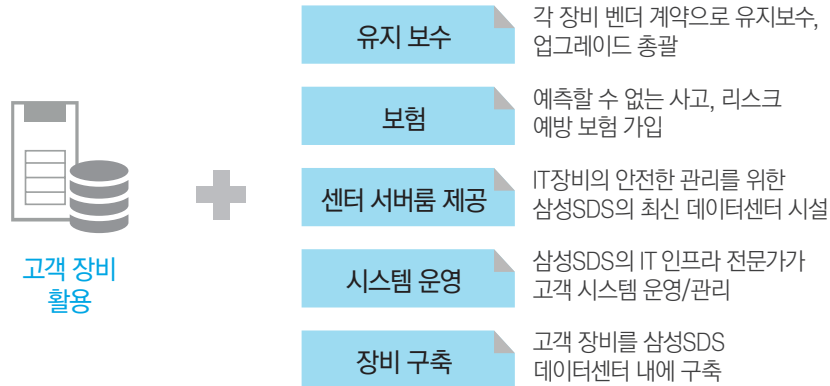 유지 보수
각 장비 벤더 계약으로 유지보수,
업그레이드 총괄
보험
예측할 수 없는 사고, 리스크
예방 보험 가입
센터 서버룸 제공
IT장비의 안전한 관리를 위한
삼성SDS의 최신 데이터센터 시설
고객 장비
활용
시스템 운영
삼성SDS의 IT 인프라 전문가가
고객 시스템 운영/관리
장비 구축
고객 장비를 삼성SDS
데이터센터 내에 구축